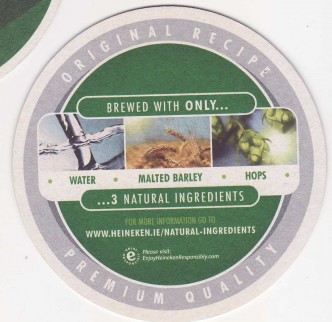 ORIGINAL RECIPE
BREWED WITH ONLY...
• WATER • MALTED BARLEY • HOPS •
...3 NATURAL INGREDIENTS
FOR MORE INFORMATION GO TO
WWW.HEINEKEN.IE/NATURAL-INGREDIENTS
Please visit:
EnjoyHeinekenResponsibly.com
PREMIUM QUALITY